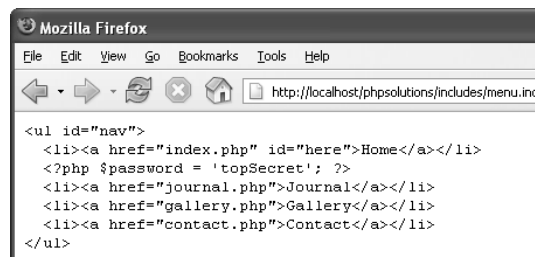 Mozilla Firefox
File Edit View Go Bookmarks Tools Help
http://localhost/phpsolutions/includes/menu.inc
<ul id="nav">
  <li><a href="index.php" id="here">Home</a></li>
  <?php $password = 'topSecret'; ?>
  <li><a href="journal.php">Journal</a></li>
  <li><a href="gallery.php">Gallery</a></li>
  <li><a href="contact.php">Contact</a></li>
</ul>